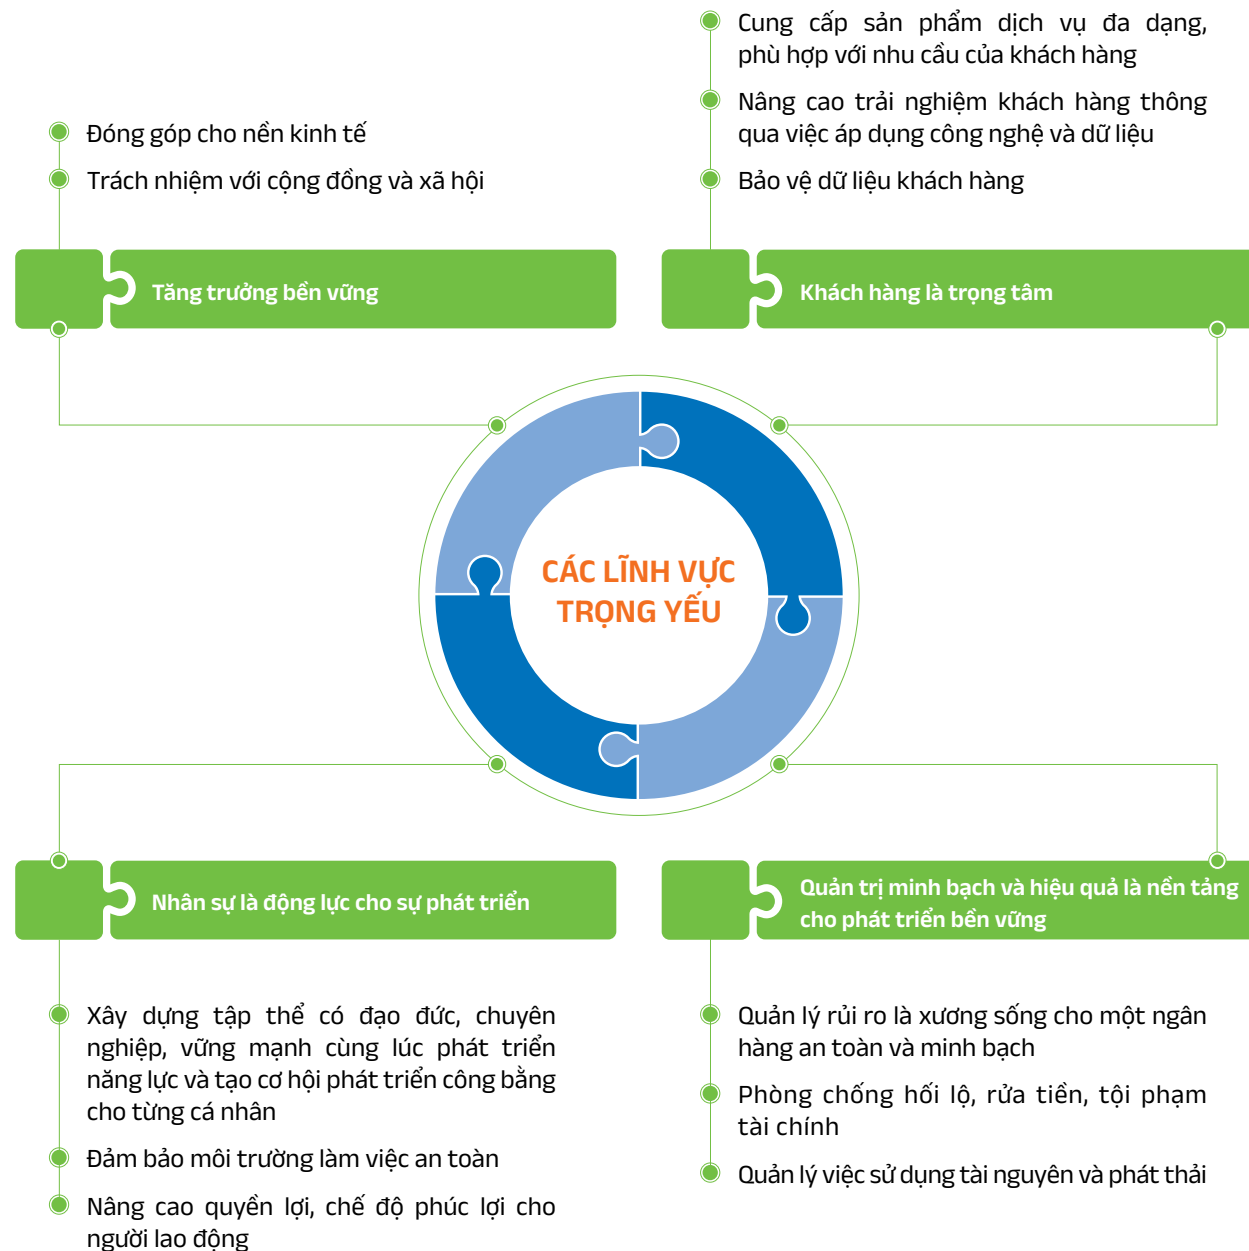 Đóng góp cho nền kinh tế
Trách nhiệm với cộng đồng và xã hội
Tăng trưởng bền vững
Cung cấp sản phẩm dịch vụ đa dạng,
phù hợp với nhu cầu của khách hàng
Nâng cao trải nghiệm khách hàng thông
qua việc áp dụng công nghệ và dữ liệu
Bảo vệ dữ liệu khách hàng
Khách hàng là trọng tâm
CÁC LĨNH VỰC
TRỌNG YẾU
Nhân sự là động lực cho sự phát triển
Xây dựng tập thể có đạo đức, chuyên
nghiệp, vững mạnh cùng lúc phát triển
năng lực và tạo cơ hội phát triển công bằng
cho từng cá nhân
Đảm bảo môi trường làm việc an toàn
Nâng cao quyền lợi, chế độ phúc lợi cho
người lao động
Quản trị minh bạch và hiệu quả là nền tảng
cho phát triển bền vững
Quản lý rủi ro là xương sống cho một ngân
hàng an toàn và minh bạch
Phòng chống hối lộ, rửa tiền, tội phạm
tài chính
Quản lý việc sử dụng tài nguyên và phát thải